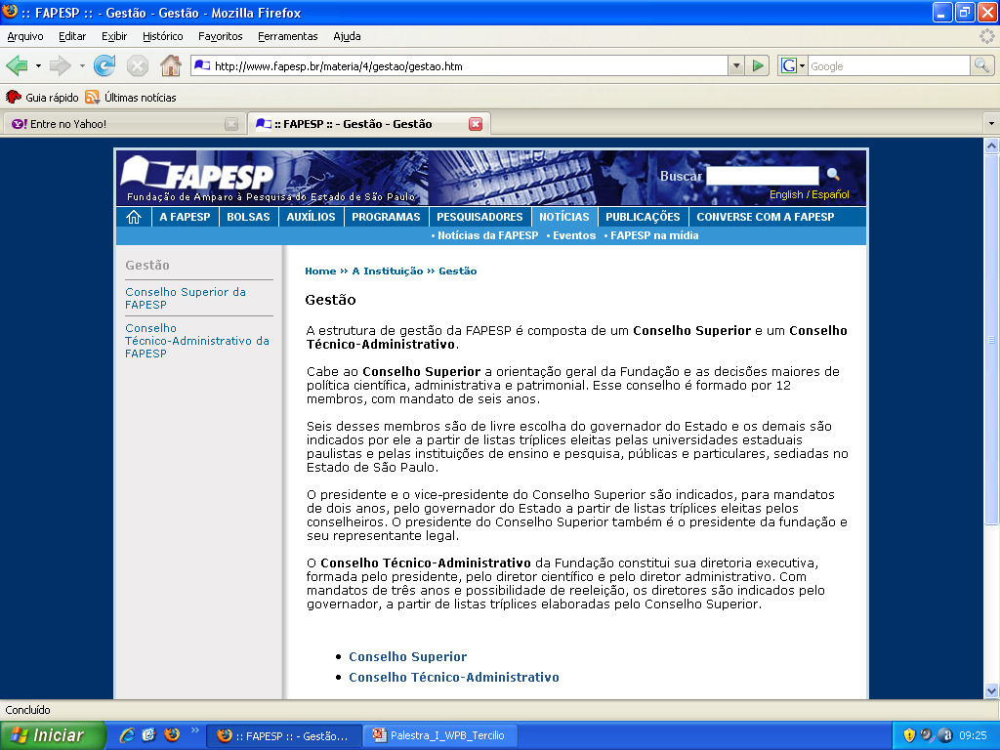 :: FAPESP :: - Gestão - Gestão - Mozilla Firefox
Arquivo Editar Exibir Histórico Favoritos Ferramentas Ajuda
http://www.fapesp.br/materia/4/gestao/gestao.htm
G Google
Guia rápido Últimas notícias
Entre no Yahoo! :: FAPESP :: - Gestão - Gestão
FAPESP
Fundação de Amparo à Pesquisa do Estado de São Paulo
Buscar
English / Español
A FAPESP BOLSAS AUXÍLIOS PROGRAMAS PESQUISADORES NOTÍCIAS PUBLICAÇÕES CONVERSE COM A FAPESP
• Notícias da FAPESP • Eventos • FAPESP na mídia
Gestão
Conselho Superior da
FAPESP
Conselho
Técnico-Administrativo da
FAPESP
Home » A Instituição » Gestão
Gestão
A estrutura de gestão da FAPESP é composta de um Conselho Superior e um Conselho
Técnico-Administrativo.
Cabe ao Conselho Superior a orientação geral da Fundação e as decisões maiores de
política científica, administrativa e patrimonial. Esse conselho é formado por 12
membros, com mandato de seis anos.
Seis desses membros são de livre escolha do governador do Estado e os demais são
indicados por ele a partir de listas tríplices eleitas pelas universidades estaduais
paulistas e pelas instituições de ensino e pesquisa, públicas e particulares, sediadas no
Estado de São Paulo.
O presidente e o vice-presidente do Conselho Superior são indicados, para mandatos
de dois anos, pelo governador do Estado a partir de listas tríplices eleitas pelos
conselheiros. O presidente do Conselho Superior também é o presidente da fundação e
seu representante legal.
O Conselho Técnico-Administrativo da Fundação constitui sua diretoria executiva,
formada pelo presidente, pelo diretor científico e pelo diretor administrativo. Com
mandatos de três anos e possibilidade de reeleição, os diretores são indicados pelo
governador, a partir de listas tríplices elaboradas pelo Conselho Superior.
• Conselho Superior
• Conselho Técnico-Administrativo
Concluído
Iniciar :: FAPESP :: - Gestão... Palestra_I_WPB_Tercilio 09:25